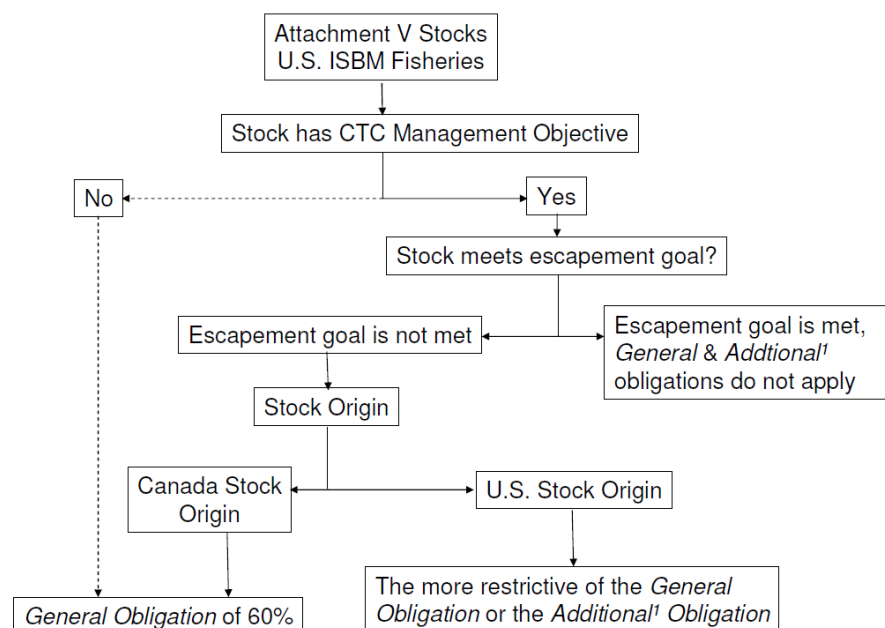 Attachment V Stocks
U.S. ISBM Fisheries
Stock has CTC Management Objective
No
Yes
Stock meets escapement goal?
Escapement goal is not met
Escapement goal is met,
General & Addtional¹
obligations do not apply
Stock Origin
Canada Stock
Origin
U.S. Stock Origin
General Obligation of 60%
The more restrictive of the General
Obligation or the Additional¹ Obligation